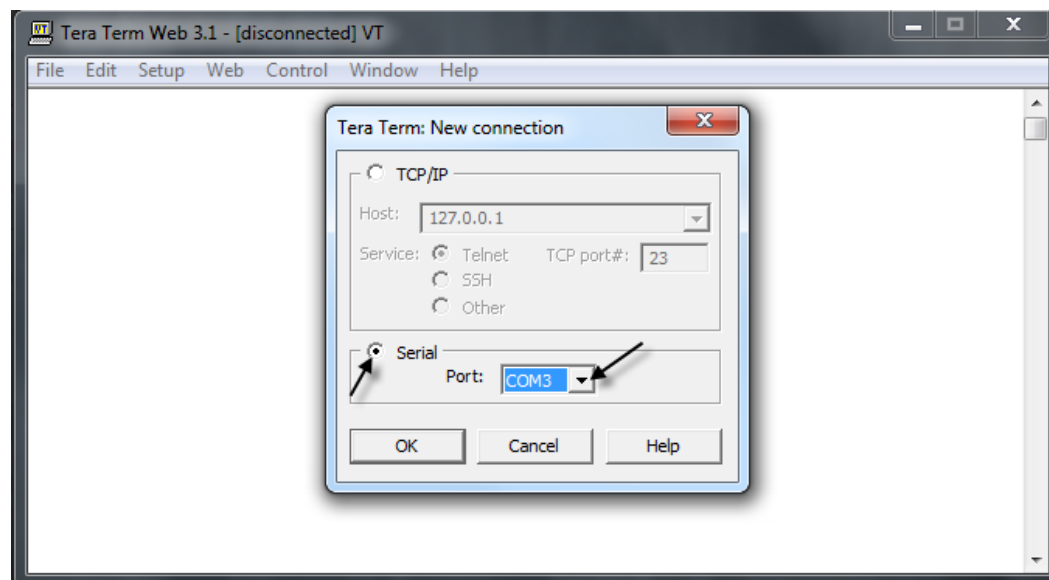 Tera Term Web 3.1 - [disconnected] VT
File Edit Setup Web Control Window Help
Tera Term: New connection
TCP/IP
Host: 127.0.0.1
Service: Telnet TCP port#: 23
SSH
Other
Serial
Port: COM3
OK Cancel Help